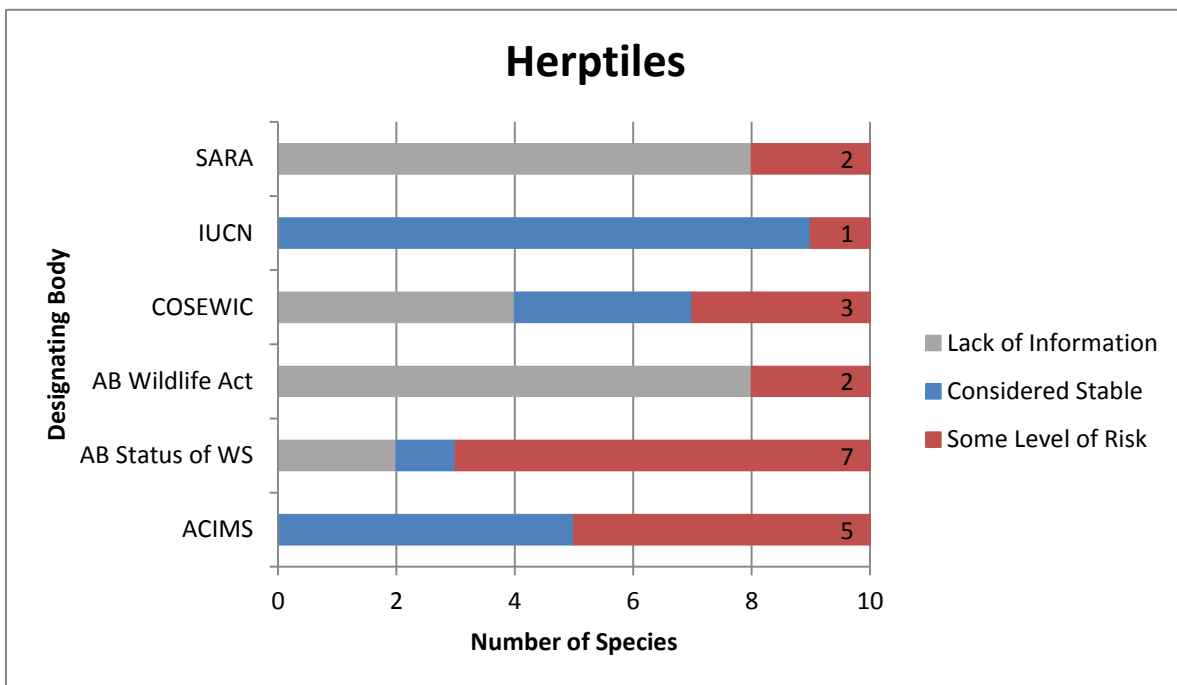 Herptiles
SARA
2
IUCN
1
COSEWIC
3
AB Wildlife Act
2
AB Status of WS
7
ACIMS
5
0 2 4 6 8 10
Number of Species
Designating Body
Lack of Information
Considered Stable
Some Level of Risk